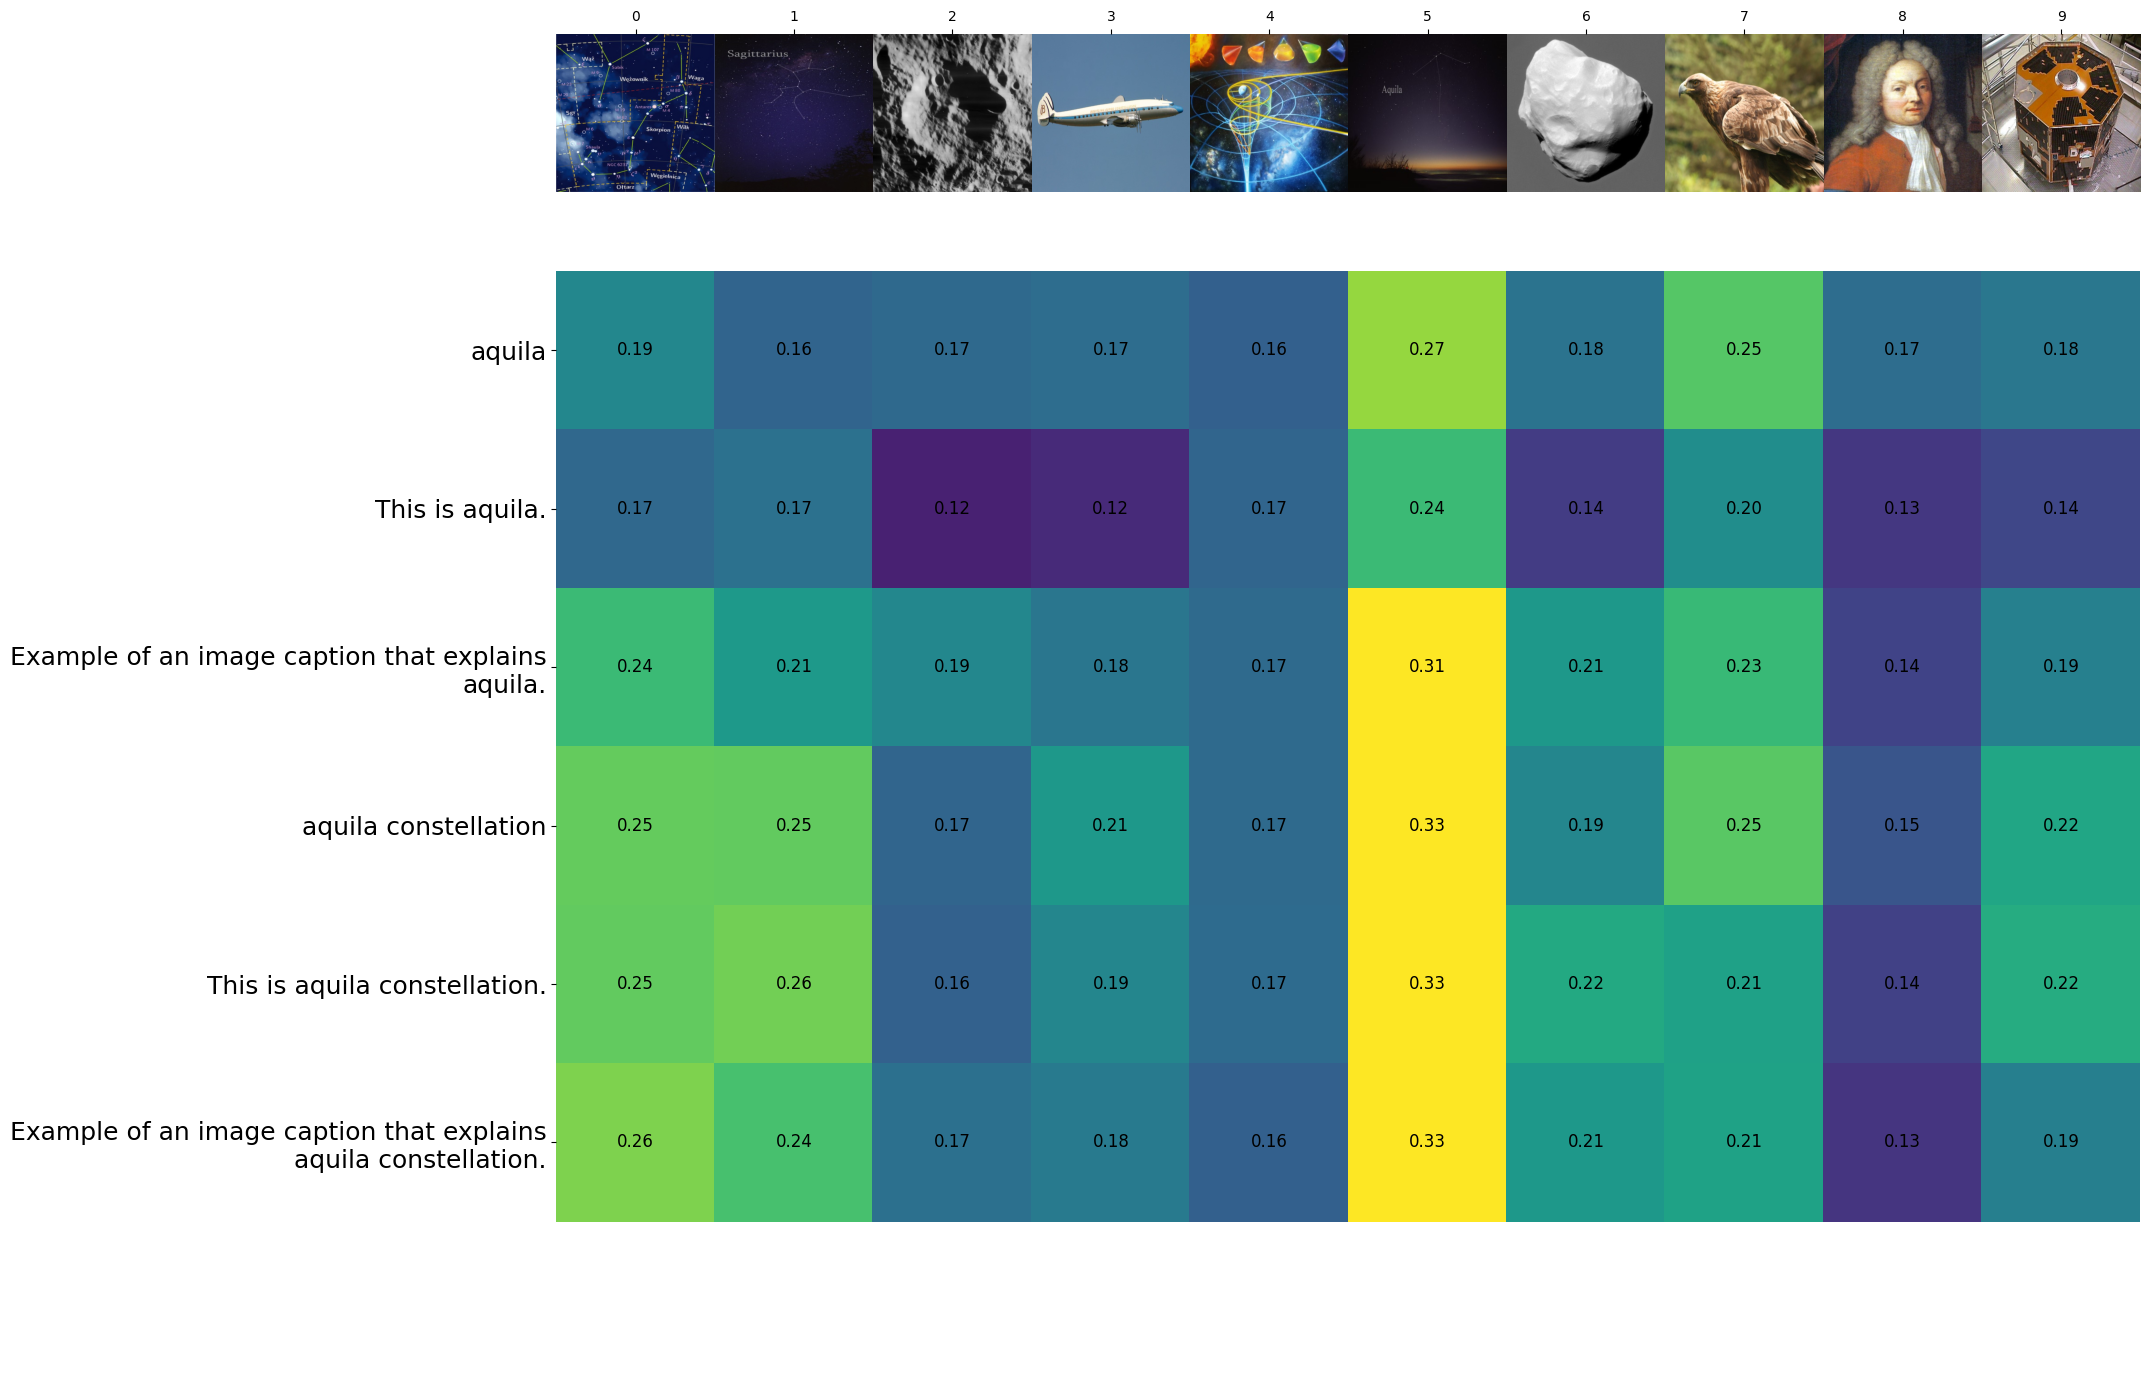 0 1 2 3 4 5 6 7 8 9
Wąż
Wężownik
Waga
Skorpion
Wilk
Ołtarz
Węgielnica
Sagittarius
Aquila
aquila 0.19 0.16 0.17 0.17 0.16 0.27 0.18 0.25 0.17 0.18
This is aquila. 0.17 0.17 0.12 0.12 0.17 0.24 0.14 0.20 0.13 0.14
Example of an image caption that explains
aquila. 0.24 0.21 0.19 0.18 0.17 0.31 0.21 0.23 0.14 0.19
aquila constellation 0.25 0.25 0.17 0.21 0.17 0.33 0.19 0.25 0.15 0.22
This is aquila constellation. 0.25 0.26 0.16 0.19 0.17 0.33 0.22 0.21 0.14 0.22
Example of an image caption that explains
aquila constellation. 0.26 0.24 0.17 0.18 0.16 0.33 0.21 0.21 0.13 0.19